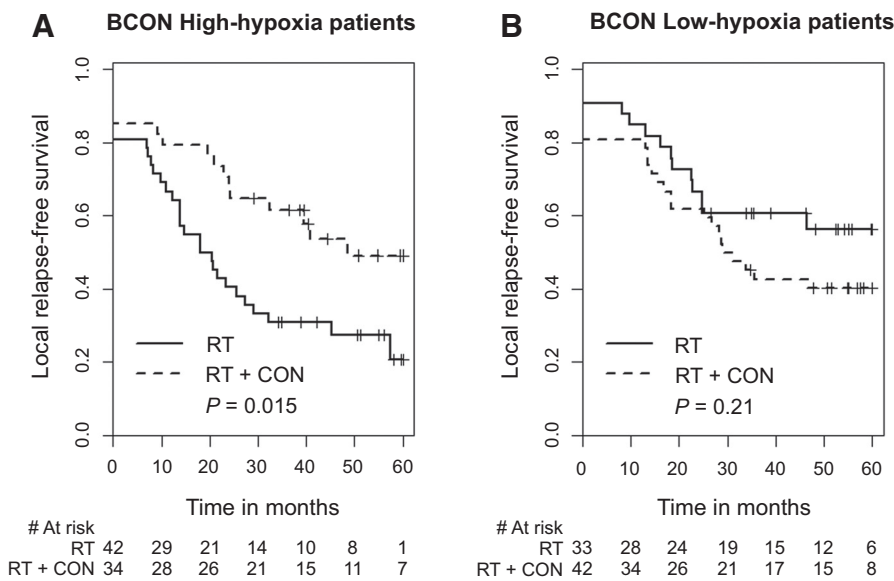 A BCON High-hypoxia patients
Local relapse-free survival
1.0
0.8
0.6
0.4
0.2
0.0
RT
RT + CON
P = 0.015
0 10 20 30 40 50 60
Time in months
# At risk
RT 42 29 21 14 10 8 1
RT + CON 34 28 26 21 15 11 7
B BCON Low-hypoxia patients
Local relapse-free survival
1.0
0.8
0.6
0.4
0.2
0.0
RT
RT + CON
P = 0.21
0 10 20 30 40 50 60
Time in months
# At risk
RT 33 28 24 19 15 12 6
RT + CON 42 34 26 21 17 15 8